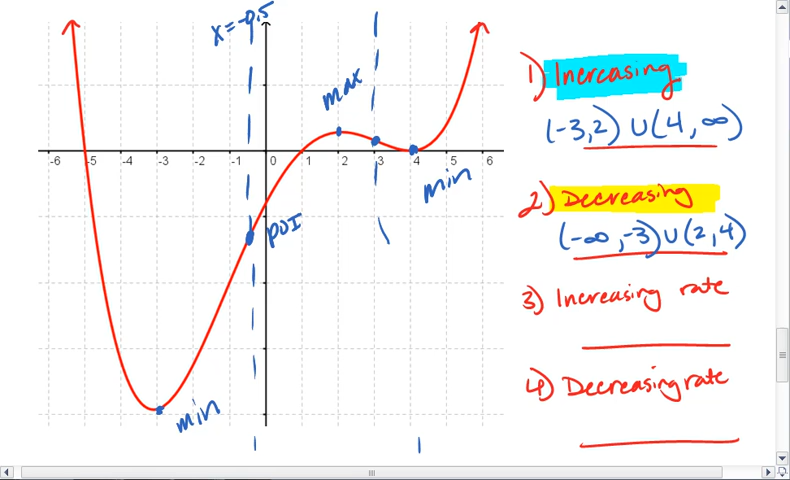 x=-0.5
max
-6 -5 -4 -3 -2 -1 0 1 2 3 4 5 6
min
POI
min
1) Increasing
(-3,2) U (4, ∞)
2) Decreasing
(-∞, -3) U (2, 4)
3) Increasing rate
4) Decreasing rate